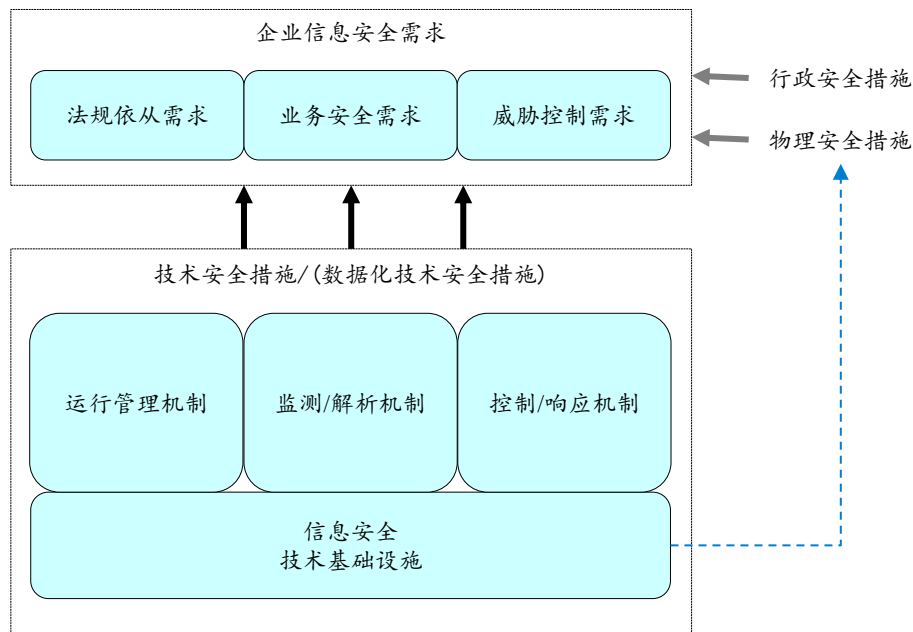 企业信息安全需求
法规依从需求
业务安全需求
威胁控制需求
行政安全措施
物理安全措施
技术安全措施/(数据化技术安全措施)
运行管理机制
监测/解析机制
控制/响应机制
信息安全
技术基础设施